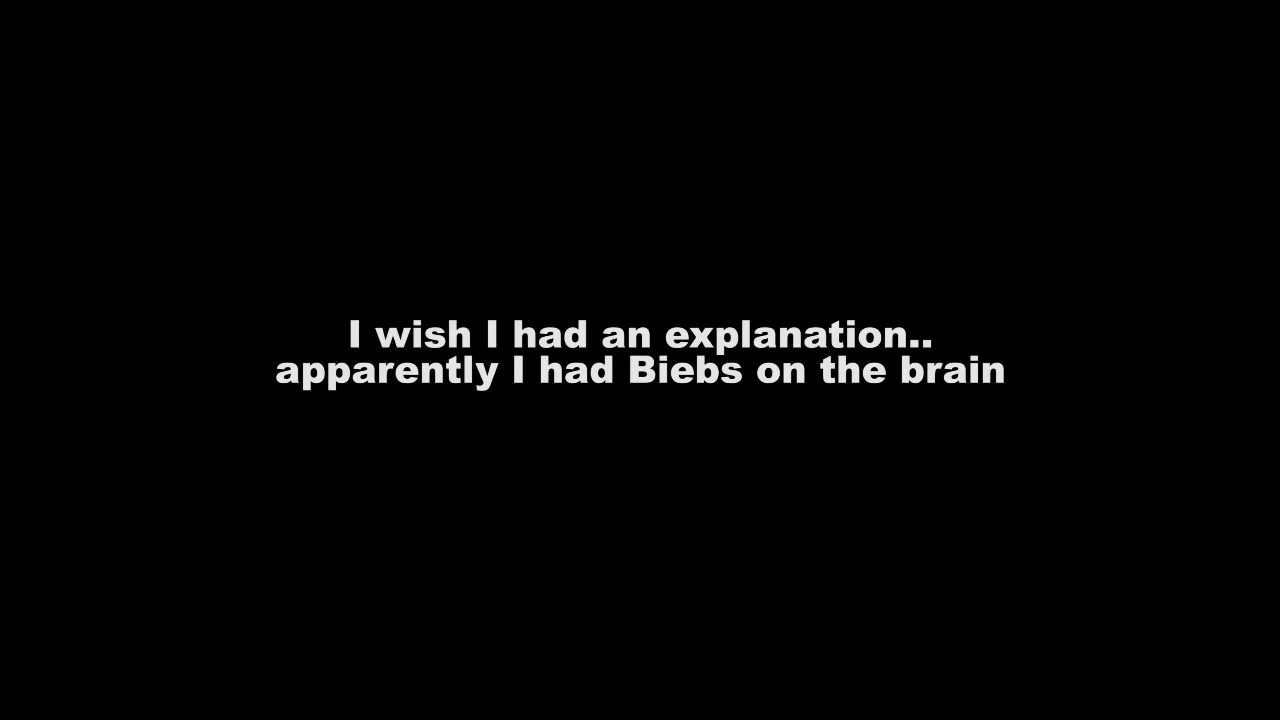 I wish I had an explanation..
apparently I had Biebs on the brain